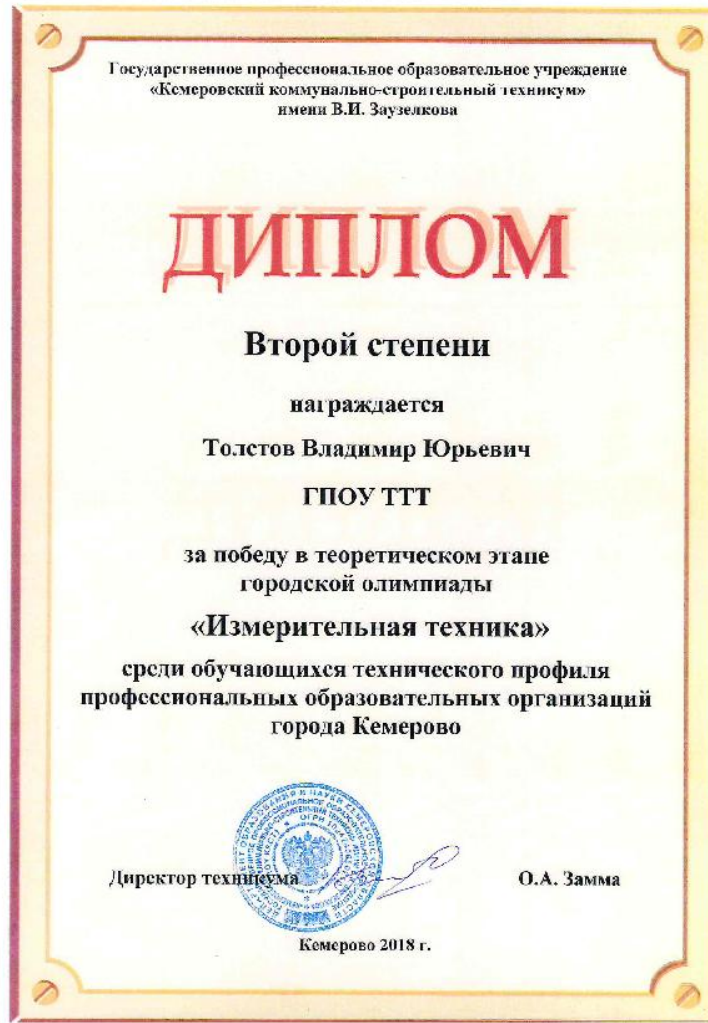 Государственное профессиональное образовательное учреждение
«Кемеровский коммунально-строительный техникум»
имени В.И. Заузелкова
ДИПЛОМ
Второй степени
награждается
Толстов Владимир Юрьевич
ГПОУ ТТТ
за победу в теоретическом этапе
городской олимпиады
«Измерительная техника»
среди обучающихся технического профиля
профессиональных образовательных организаций
города Кемерово
Директор техникума О.А. Замма
Кемерово 2018 г.